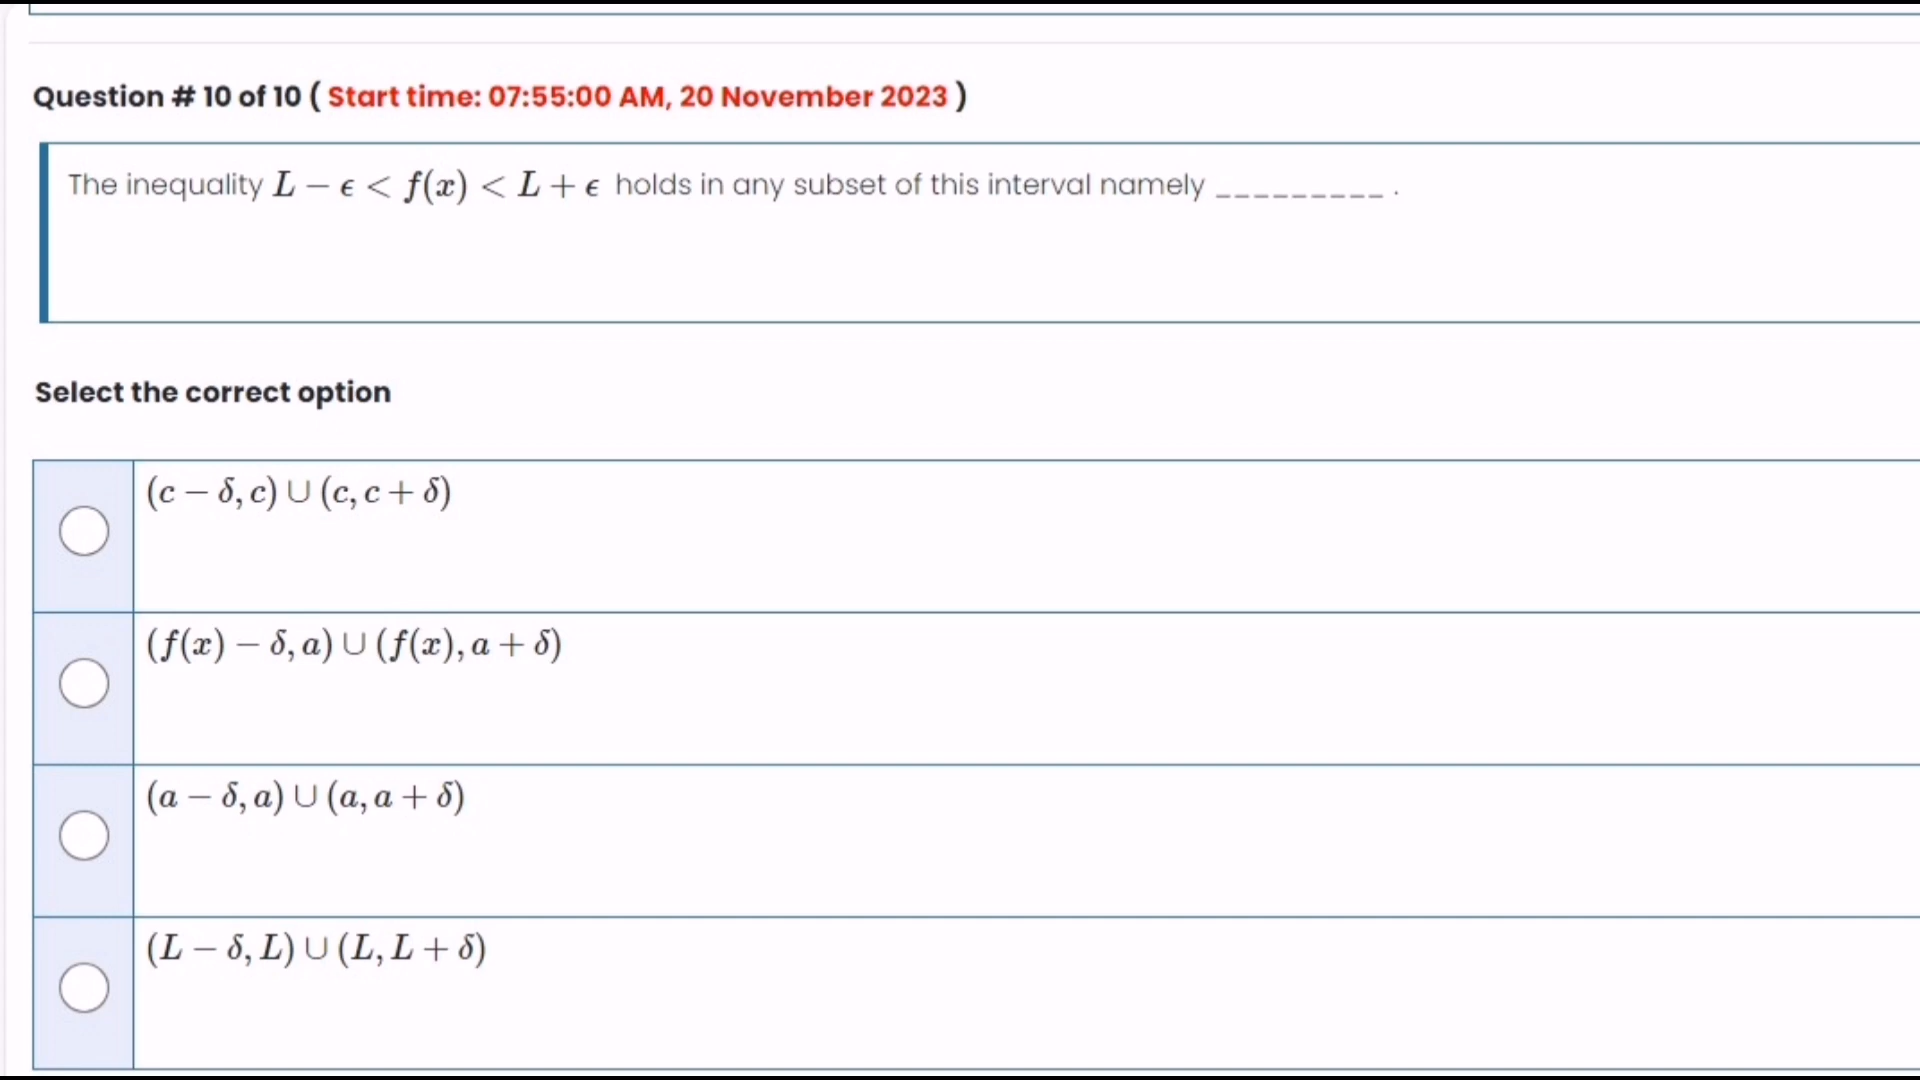 Question # 10 of 10 ( Start time: 07:55:00 AM, 20 November 2023 )
The inequality L − ϵ < f(x) < L + ϵ holds in any subset of this interval namely _________ .
Select the correct option
(c − δ, c) ∪ (c, c + δ)
(f(x) − δ, a) ∪ (f(x), a + δ)
(a − δ, a) ∪ (a, a + δ)
(L − δ, L) ∪ (L, L + δ)